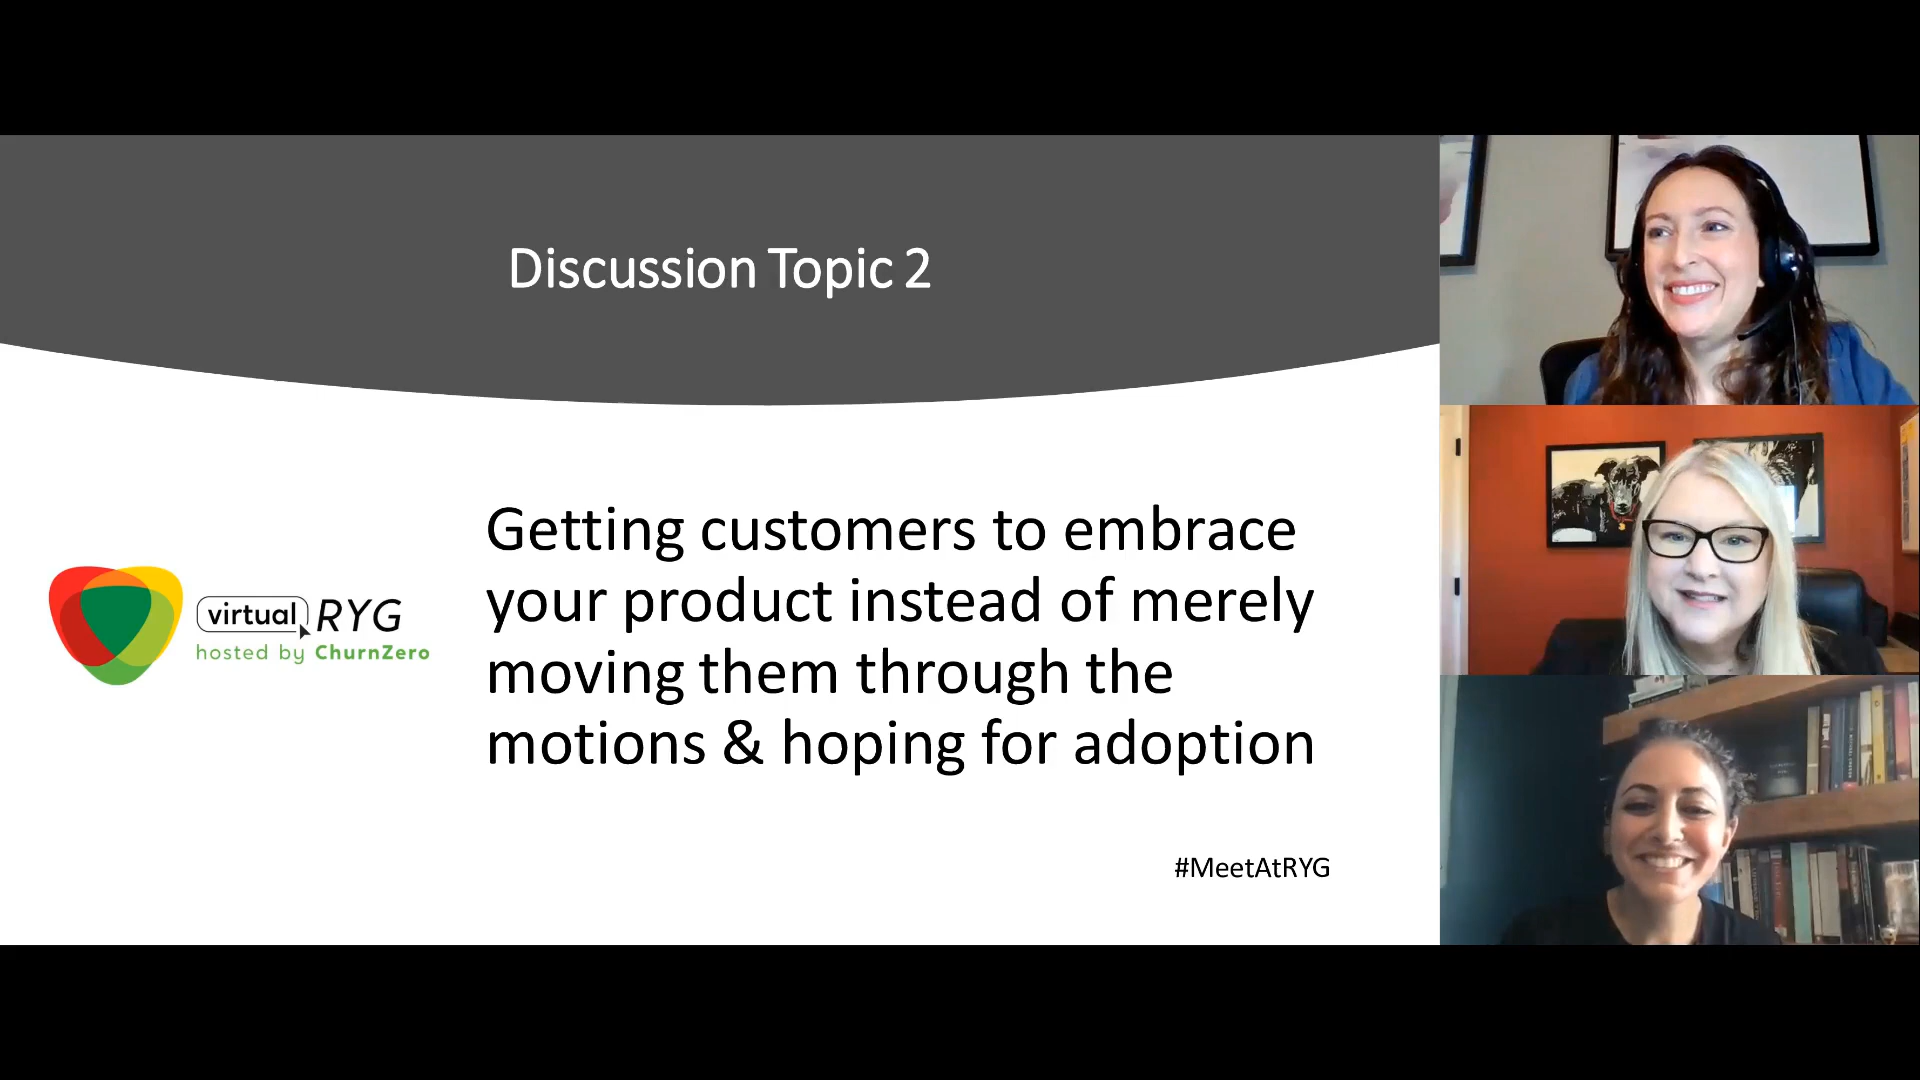 Discussion Topic 2
Getting customers to embrace
your product instead of merely
moving them through the
motions & hoping for adoption
virtual RYG
hosted by ChurnZero
#MeetAtRYG